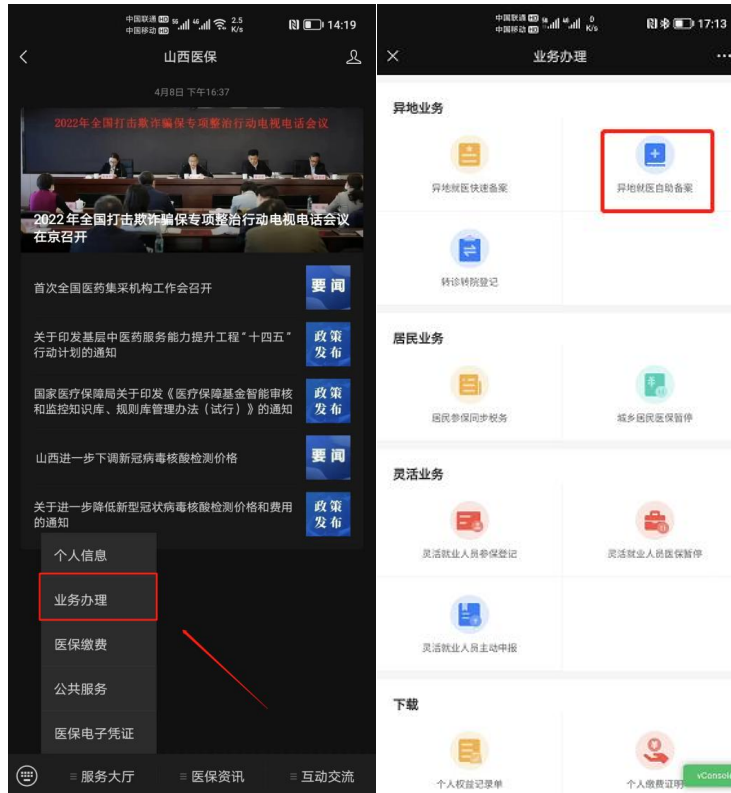 中国联通 HD 5G 4G 2.5
中国移动 HD K/s
14:19
山西医保
4月8日 下午16:37
2022年全国打击欺诈骗保专项整治行动电视电话会议
2022年全国打击欺诈骗保专项整治行动电视电话会议
在京召开
首次全国医药集采机构工作会召开
要闻
关于印发基层中医药服务能力提升工程“十四五”
行动计划的通知
政策
发布
国家医疗保障局关于印发《医疗保障基金智能审核
和监控知识库、规则库管理办法（试行）》的通知
政策
发布
山西进一步下调新冠病毒核酸检测价格
要闻
关于进一步降低新型冠状病毒核酸检测价格和费用
的通知
政策
发布
个人信息
业务办理
医保缴费
公共服务
医保电子凭证
服务大厅
医保资讯
互动交流
中国联通 HD 5G 4G 0
中国移动 HD K/s
17:13
业务办理
异地业务
异地就医快速备案
异地就医自助备案
转诊转院登记
居民业务
居民参保同步税务
城乡居民医保暂停
灵活业务
灵活就业人员参保登记
灵活就业人员医保暂停
灵活就业人员主动申报
下载
个人权益记录单
个人缴费证明
vConsole